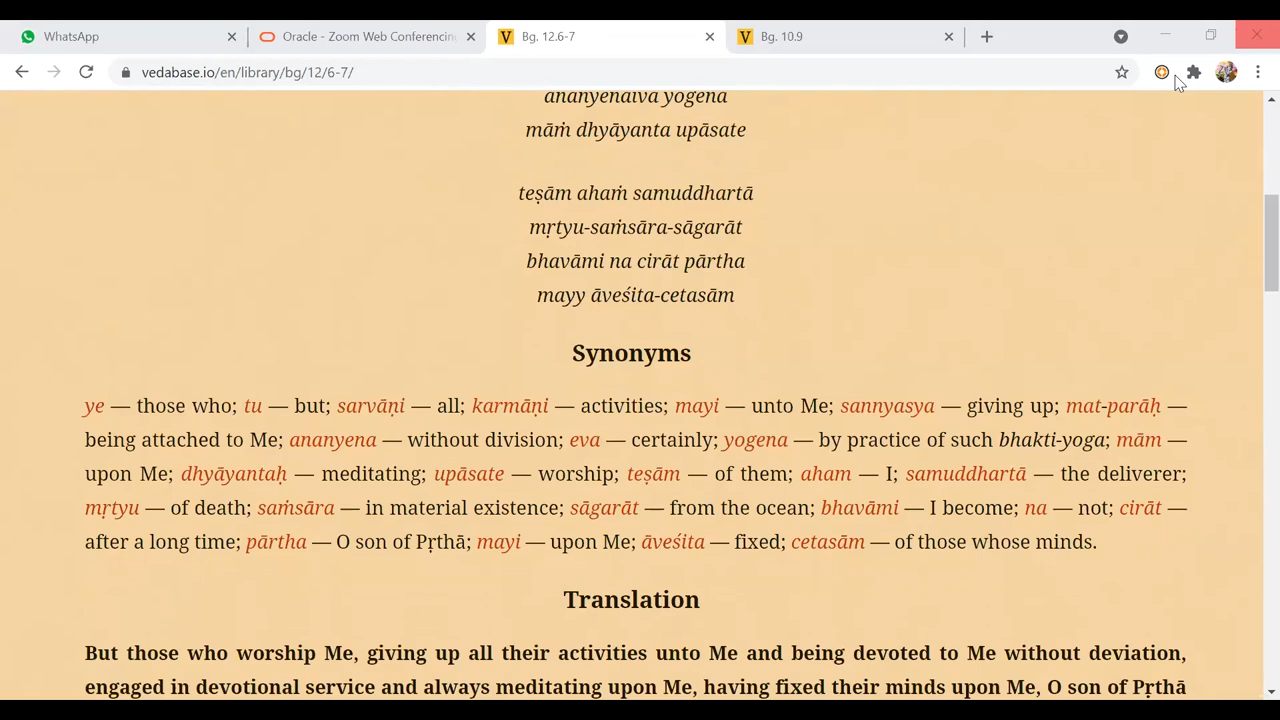 WhatsApp
Oracle - Zoom Web Conferencing
Bg. 12.6-7
Bg. 10.9
vedabase.io/en/library/bg/12/6-7/
ananyenaiva yogena
māṁ dhyāyanta upāsate
teṣām ahaṁ samuddhartā
mṛtyu-saṁsāra-sāgarāt
bhavāmi na cirāt pārtha
mayy āveśita-cetasām
Synonyms
ye — those who; tu — but; sarvāṇi — all; karmāṇi — activities; mayi — unto Me; sannyasya — giving up; mat-parāḥ —
being attached to Me; ananyena — without division; eva — certainly; yogena — by practice of such bhakti-yoga; mām —
upon Me; dhyāyantaḥ — meditating; upāsate — worship; teṣām — of them; aham — I; samuddhartā — the deliverer;
mṛtyu — of death; saṁsāra — in material existence; sāgarāt — from the ocean; bhavāmi — I become; na — not; cirāt —
after a long time; pārtha — O son of Pṛthā; mayi — upon Me; āveśita — fixed; cetasām — of those whose minds.
Translation
But those who worship Me, giving up all their activities unto Me and being devoted to Me without deviation,
engaged in devotional service and always meditating upon Me, having fixed their minds upon Me, O son of Pṛthā